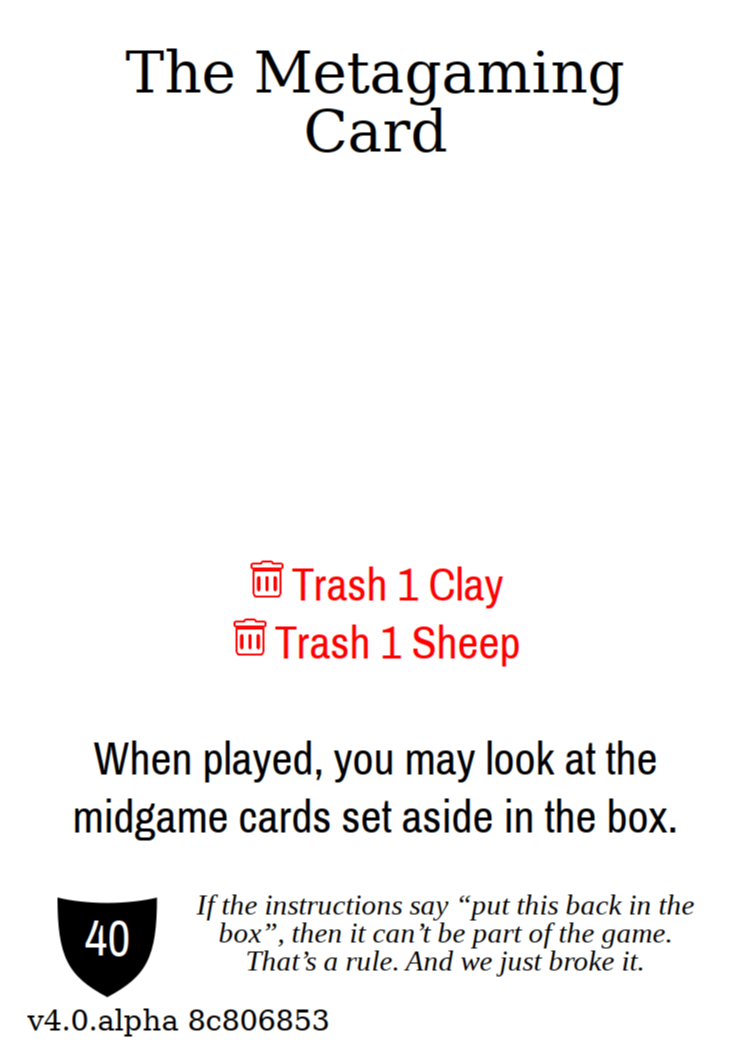 The Metagaming
Card
Trash 1 Clay
Trash 1 Sheep
When played, you may look at the
midgame cards set aside in the box.
40
If the instructions say “put this back in the
box”, then it can’t be part of the game.
That’s a rule. And we just broke it.
v4.0.alpha 8c806853